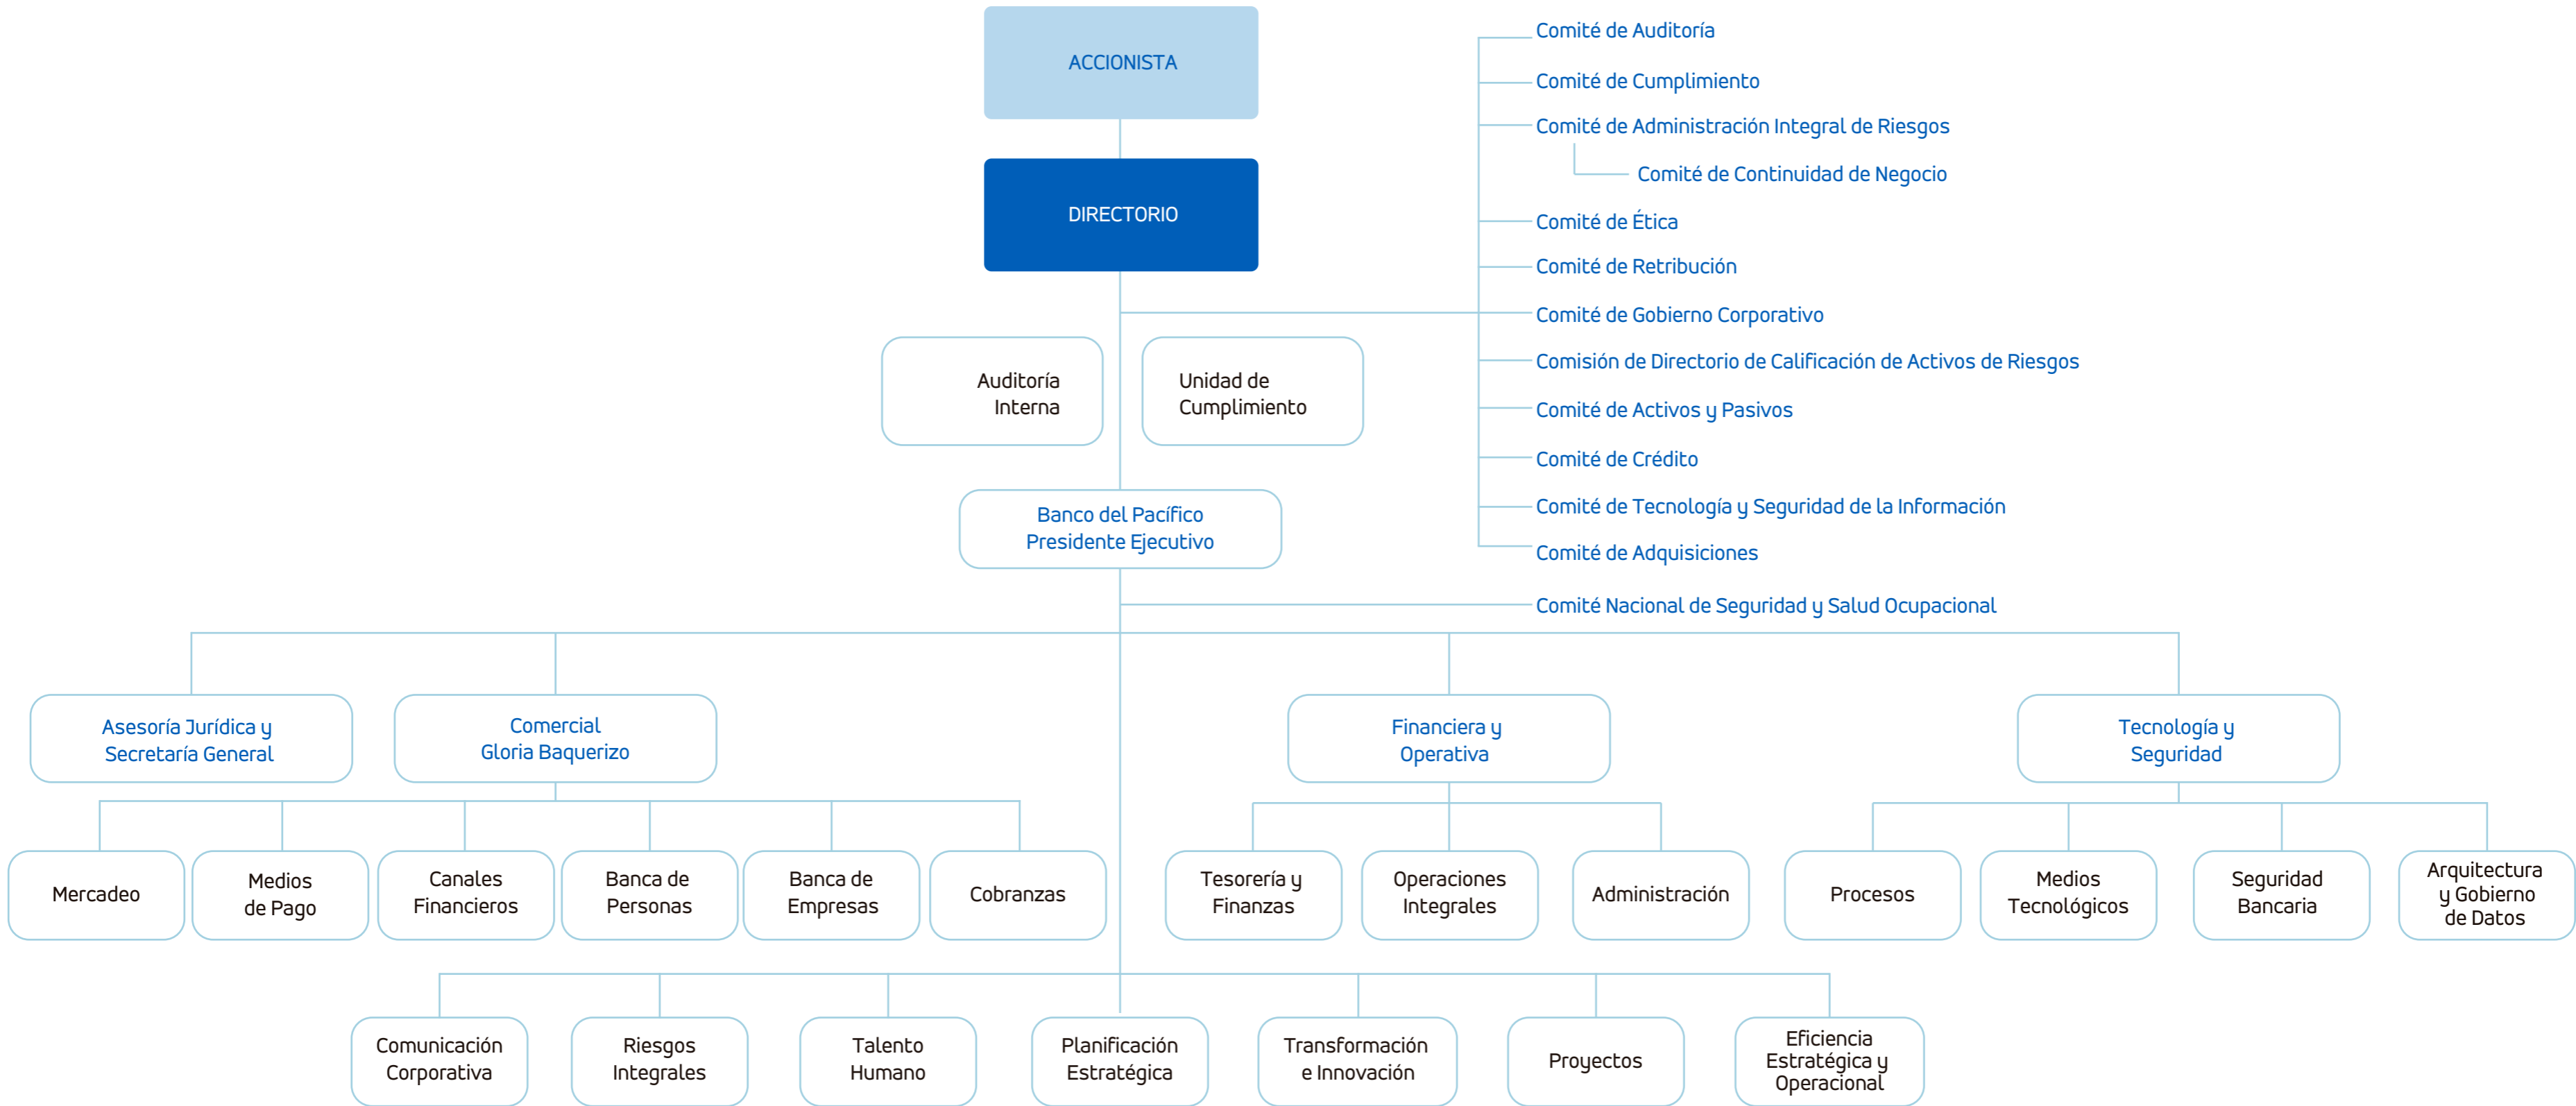 ACCIONISTA
DIRECTORIO
Comité de Auditoría
Comité de Cumplimiento
Comité de Administración Integral de Riesgos
Comité de Continuidad de Negocio
Comité de Ética
Comité de Retribución
Comité de Gobierno Corporativo
Comisión de Directorio de Calificación de Activos de Riesgos
Comité de Activos y Pasivos
Comité de Crédito
Comité de Tecnología y Seguridad de la Información
Comité de Adquisiciones
Auditoría
Interna
Unidad de
Cumplimiento
Banco del Pacífico
Presidente Ejecutivo
Comité Nacional de Seguridad y Salud Ocupacional
Asesoría Jurídica y
Secretaría General
Comercial
Gloria Baquerizo
Financiera y
Operativa
Tecnología y
Seguridad
Mercadeo
Medios
de Pago
Canales
Financieros
Banca de
Personas
Banca de
Empresas
Cobranzas
Tesorería y
Finanzas
Operaciones
Integrales
Administración
Procesos
Medios
Tecnológicos
Seguridad
Bancaria
Arquitectura
y Gobierno
de Datos
Comunicación
Corporativa
Riesgos
Integrales
Talento
Humano
Planificación
Estratégica
Transformación
e Innovación
Proyectos
Eficiencia
Estratégica y
Operacional